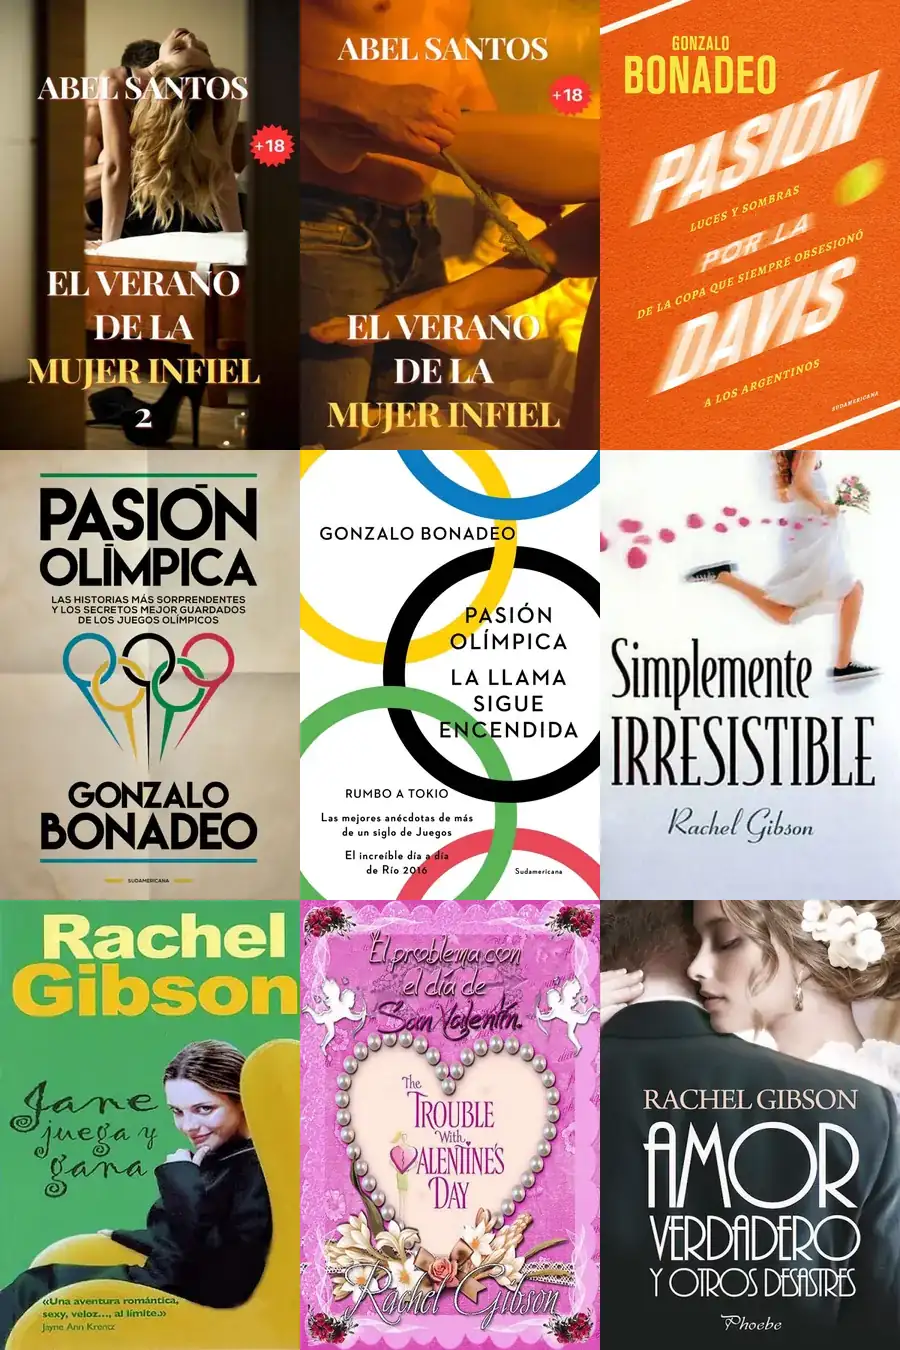 ABEL SANTOS
+18
EL VERANO
DE LA
MUJER INFIEL
2
ABEL SANTOS
+18
EL VERANO
DE LA
MUJER INFIEL
GONZALO
BONADEO
PASIÓN
LUCES Y SOMBRAS
POR LA
DE LA COPA QUE SIEMPRE OBSESIONÓ
DAVIS
A LOS ARGENTINOS
SUDAMERICANA
PASIÓN
OLÍMPICA
LAS HISTORIAS MÁS SORPRENDENTES
Y LOS SECRETOS MEJOR GUARDADOS
DE LOS JUEGOS OLÍMPICOS
GONZALO
BONADEO
SUDAMERICANA
GONZALO BONADEO
PASIÓN
OLÍMPICA
LA LLAMA
SIGUE
ENCENDIDA
RUMBO A TOKIO
Las mejores anécdotas de más
de un siglo de Juegos
El increíble día a día
de Río 2016
Sudamericana
Simplemente
IRRESISTIBLE
Rachel Gibson
Rachel
Gibson
Jane
juega y
gana
«Una aventura romántica,
sexy, veloz..., al límite.»
Jayne Ann Krentz
El problema con
el día de
San Valentín.
The
TROUBLE
With
VALENTINE'S
DAY
Rachel Gibson
RACHEL GIBSON
AMOR
VERDADERO
Y OTROS DESASTRES
Phoebe